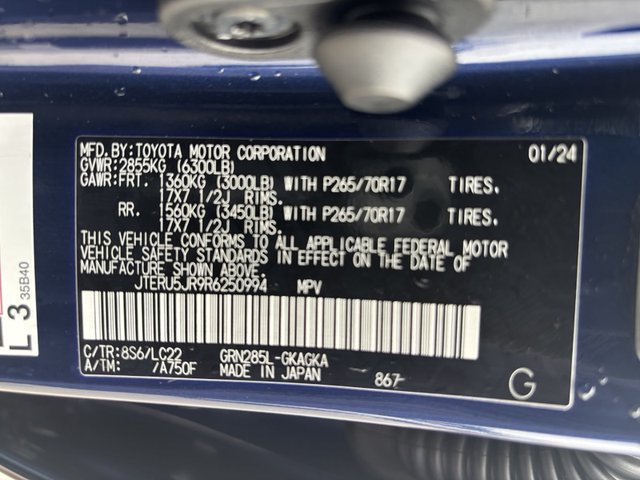 MFD.BY:TOYOTA MOTOR CORPORATION 01/24
GVWR:2855KG (6300LB)
GAWR:FRT. 1360KG (3000LB) WITH P265/70R17 TIRES.
17X7 1/2J RIMS.
RR. 1560KG (3450LB) WITH P265/70R17 TIRES.
17X7 1/2J RIMS.
THIS VEHICLE CONFORMS TO ALL APPLICABLE FEDERAL MOTOR
VEHICLE SAFETY STANDARDS IN EFFECT ON THE DATE OF
MANUFACTURE SHOWN ABOVE.
JTERU5JR9R6250994 MPV
C/TR:8S6/LC22 GRN285L-GKAGKA
A/TM: /A750F MADE IN JAPAN 867- G
L 3
35B40